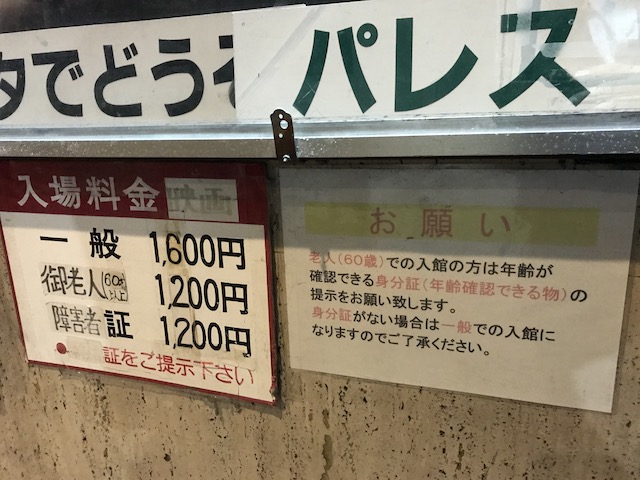 タでどうぞ
パレス
入場料金 映画
一般 1,600円
御老人(60才以上) 1,200円
障害者証 1,200円
証をご提示下さい
お願い
老人(60歳)での入館の方は年齢が
確認できる身分証(年齢確認できる物)の
提示をお願い致します。
身分証がない場合は一般での入館に
なりますのでご了承ください。